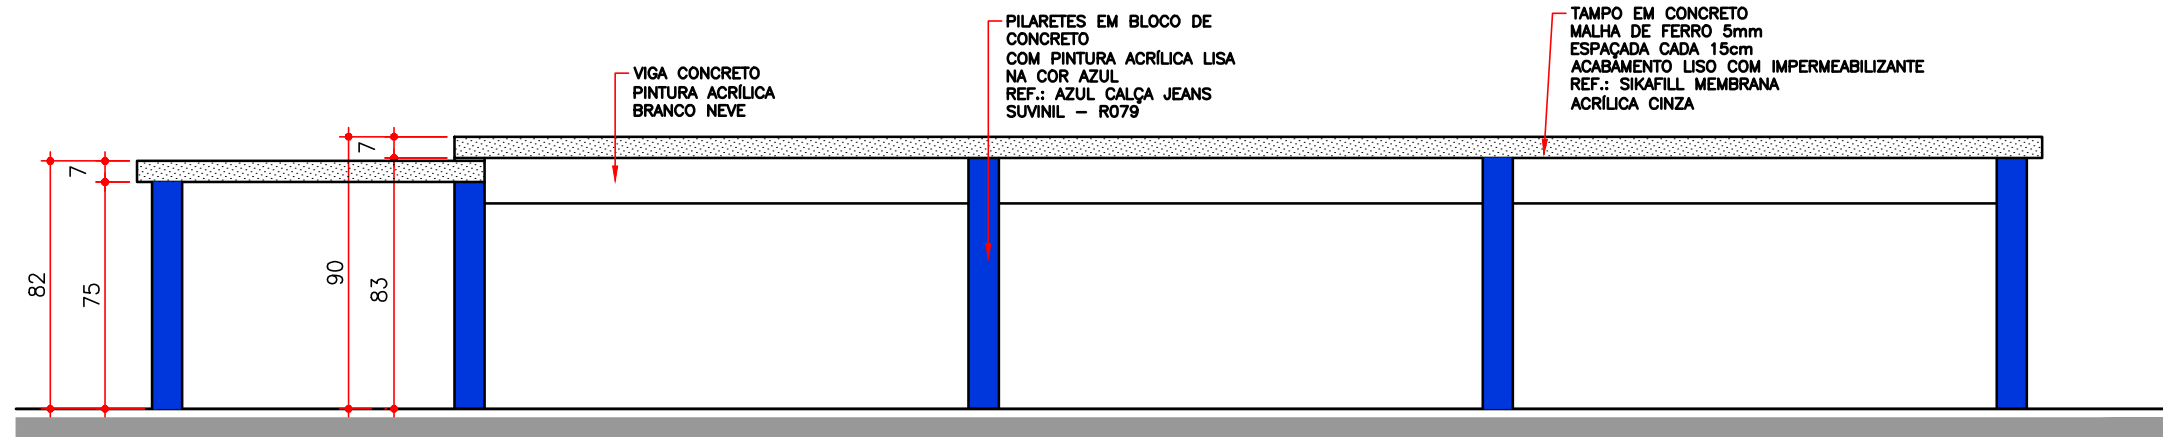 VIGA CONCRETO
PINTURA ACRÍLICA
BRANCO NEVE
PILARETES EM BLOCO DE
CONCRETO
COM PINTURA ACRÍLICA LISA
NA COR AZUL
REF.: AZUL CALÇA JEANS
SUVINIL – R079
TAMPO EM CONCRETO
MALHA DE FERRO 5mm
ESPAÇADA CADA 15cm
ACABAMENTO LISO COM IMPERMEABILIZANTE
REF.: SIKAFILL MEMBRANA
ACRÍLICA CINZA
7
7
82
75
90
83